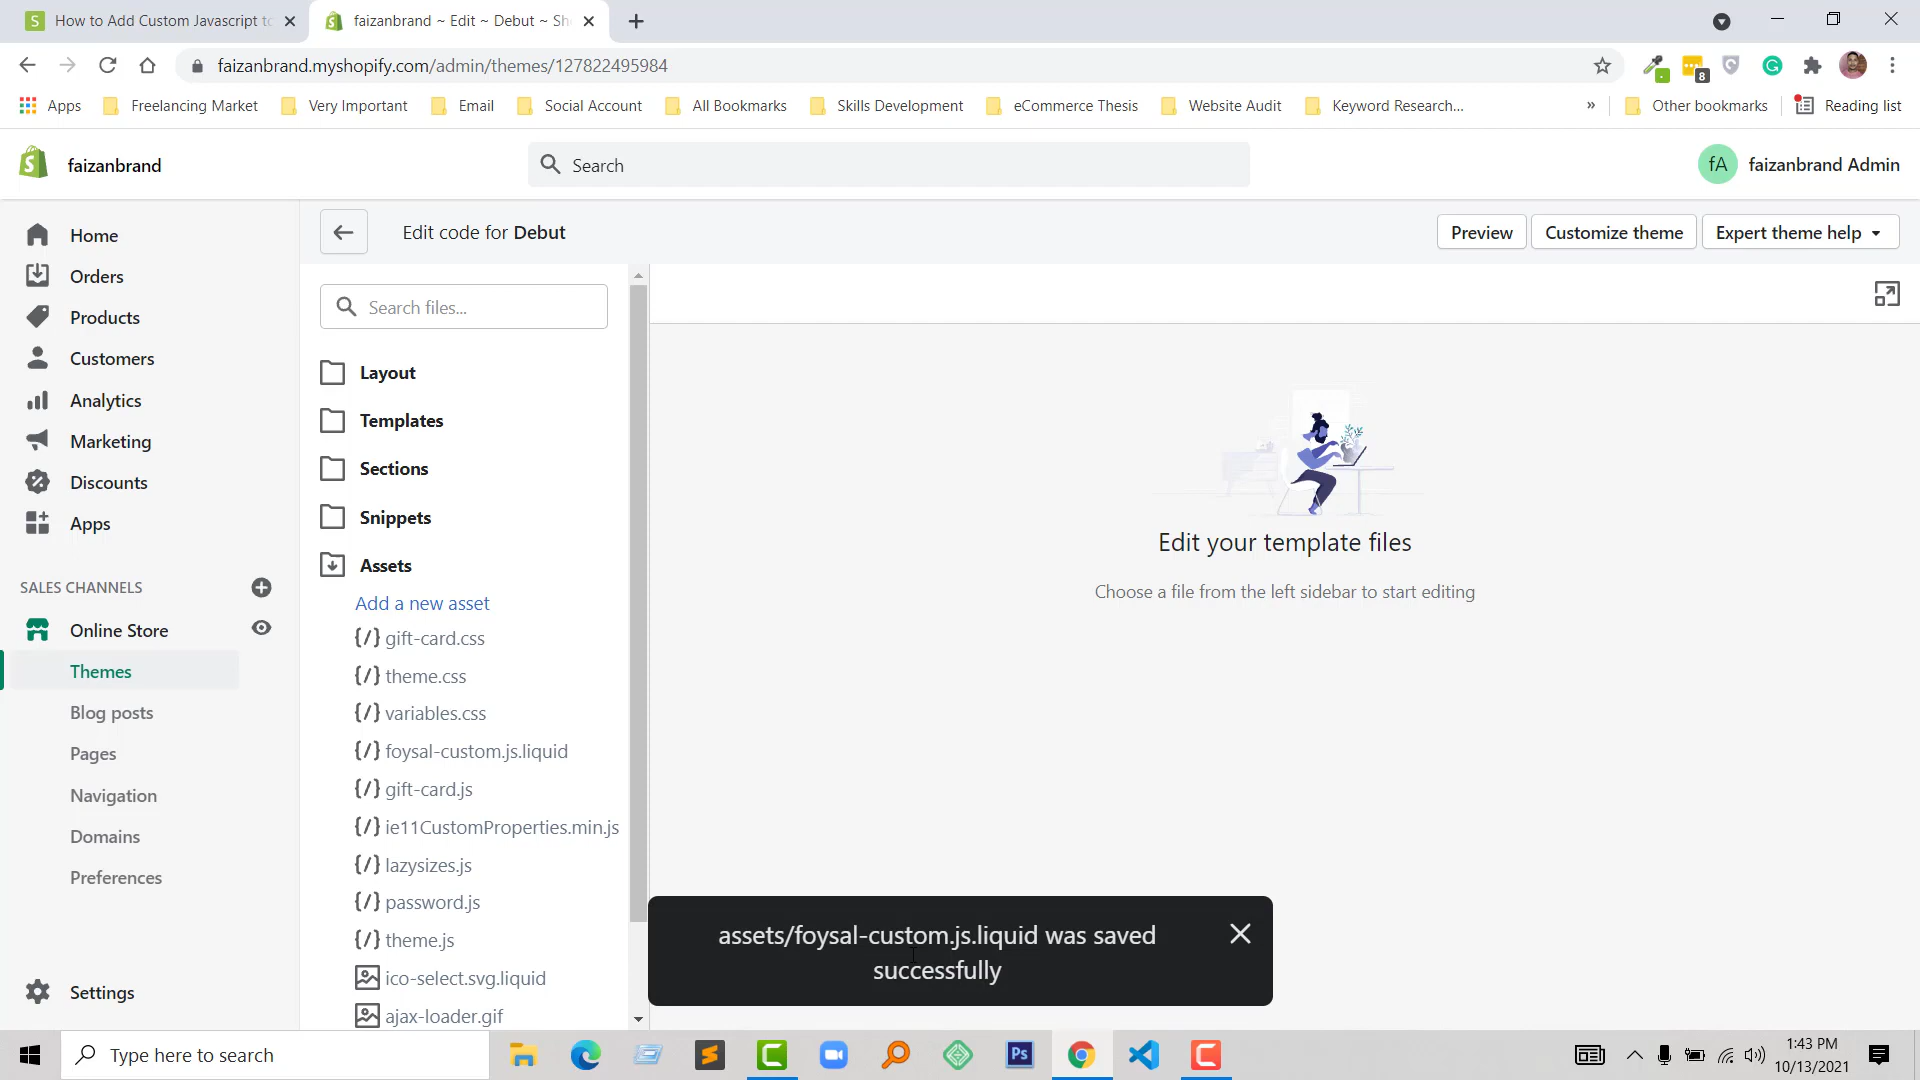 How to Add Custom Javascript to
faizanbrand ~ Edit ~ Debut ~ Sh
faizanbrand.myshopify.com/admin/themes/127822495984
8
Apps
Freelancing Market
Very Important
Email
Social Account
All Bookmarks
Skills Development
eCommerce Thesis
Website Audit
Keyword Research...
»
Other bookmarks
Reading list
faizanbrand
Search
fA
faizanbrand Admin
Home
Orders
Products
Customers
Analytics
Marketing
Discounts
Apps
SALES CHANNELS
Online Store
Themes
Blog posts
Pages
Navigation
Domains
Preferences
Settings
Edit code for Debut
Preview
Customize theme
Expert theme help
Search files...
Layout
Templates
Sections
Snippets
Assets
Add a new asset
{/} gift-card.css
{/} theme.css
{/} variables.css
{/} foysal-custom.js.liquid
{/} gift-card.js
{/} ie11CustomProperties.min.js
{/} lazysizes.js
{/} password.js
{/} theme.js
ico-select.svg.liquid
ajax-loader.gif
Edit your template files
Choose a file from the left sidebar to start editing
assets/foysal-custom.js.liquid was saved
successfully
Type here to search
Ps
1:43 PM
10/13/2021